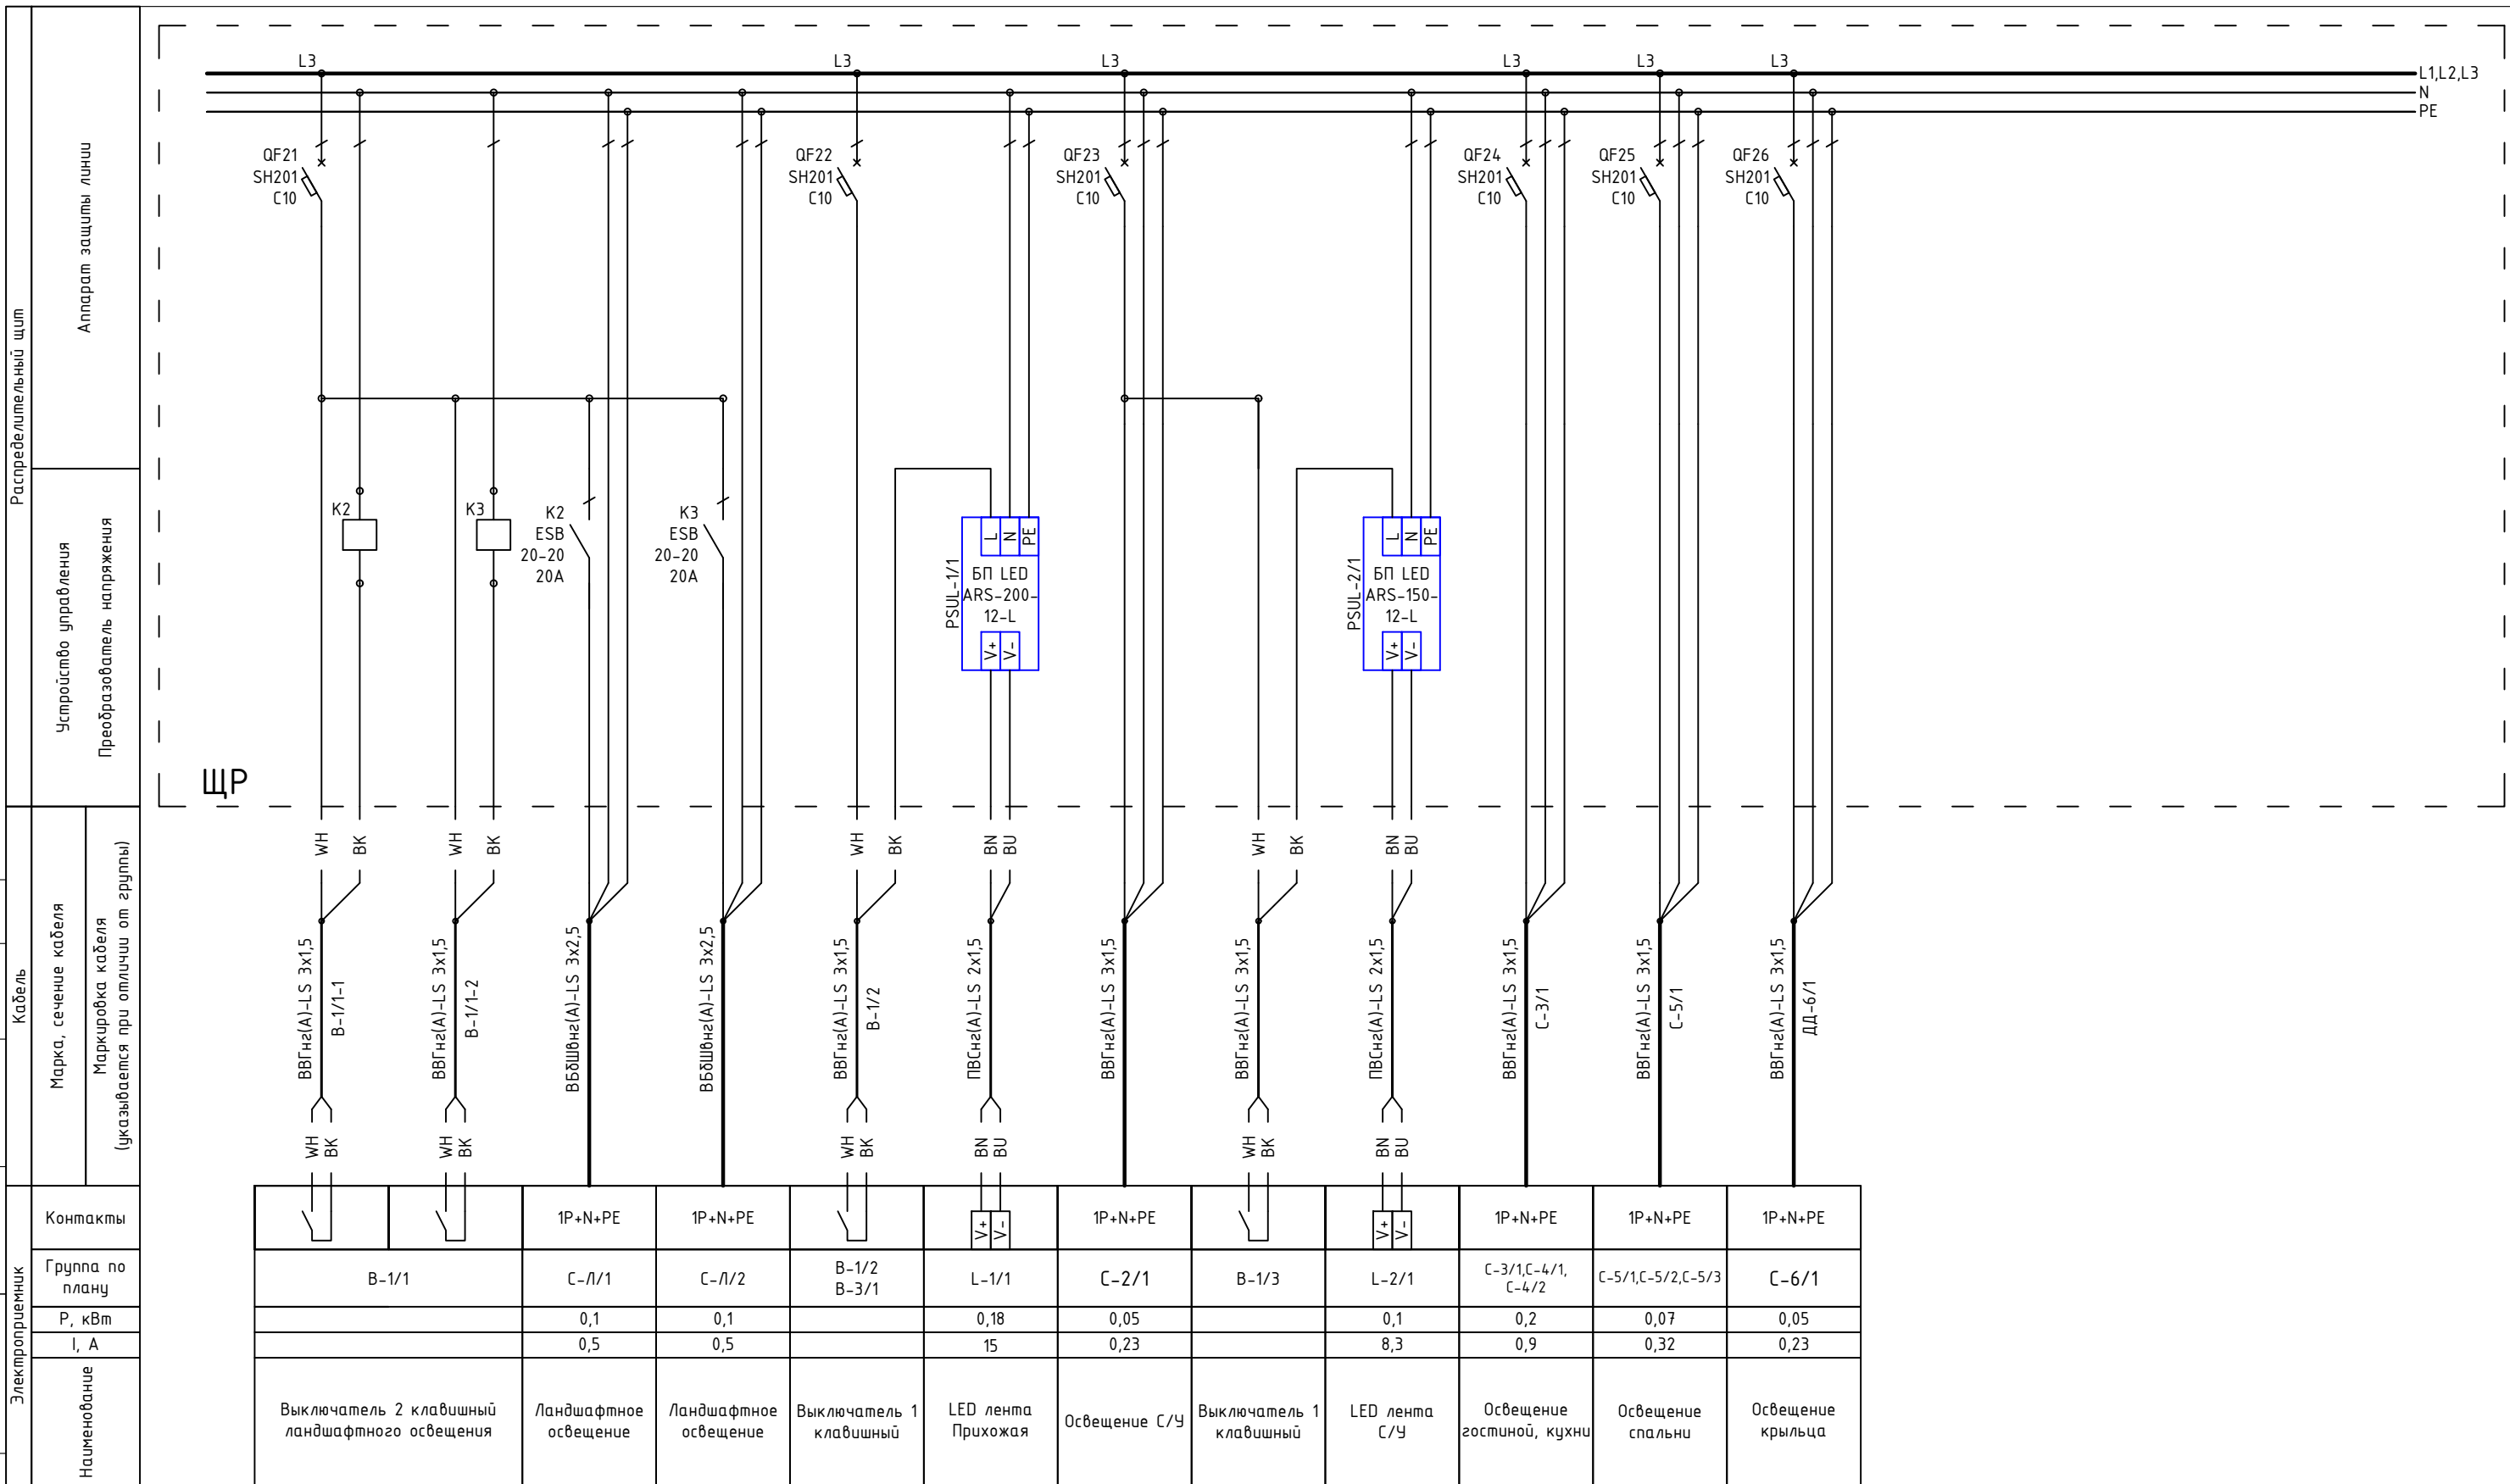 L3
L3
L3
L3
L3
L3
L1,L2,L3
N
PE
QF21
SH201
C10
QF22
SH201
C10
QF23
SH201
C10
QF24
SH201
C10
QF25
SH201
C10
QF26
SH201
C10
Распределительный щит
Аппарат защиты линии
Устройство управления
Преобразователь напряжения
K2
K3
K2
ESB
20-20
20A
K3
ESB
20-20
20A
PSUL-1/1
L
N
PE
БП LED
ARS-200-
12-L
V+
V-
PSUL-2/1
L
N
PE
БП LED
ARS-150-
12-L
V+
V-
ЩР
Кабель
Марка, сечение кабеля
Маркировка кабеля
(указывается при отличии от группы)
WH
BK
WH
BK
WH
BK
BN
BU
WH
BK
BN
BU
ВВГнг(А)-LS 3х1,5
В-1/1-1
ВВГнг(А)-LS 3х1,5
В-1/1-2
ВБбШвнг(А)-LS 3х2,5
ВБбШвнг(А)-LS 3х2,5
ВВГнг(А)-LS 3х1,5
В-1/2
ПВСнг(А)-LS 2х1,5
ВВГнг(А)-LS 3х1,5
ВВГнг(А)-LS 3х1,5
ПВСнг(А)-LS 2х1,5
ВВГнг(А)-LS 3х1,5
С-3/1
ВВГнг(А)-LS 3х1,5
С-5/1
ВВГнг(А)-LS 3х1,5
ДД-6/1
WH
BK
WH
BK
WH
BK
BN
BU
WH
BK
BN
BU
Электроприемник
Контакты
1P+N+PE
1P+N+PE
V+
V-
1P+N+PE
V+
V-
1P+N+PE
1P+N+PE
1P+N+PE
Группа по
плану
В-1/1
С-Л/1
С-Л/2
В-1/2
В-3/1
L-1/1
С-2/1
В-1/3
L-2/1
С-3/1,С-4/1,
С-4/2
С-5/1,С-5/2,С-5/3
С-6/1
Р, кВт
0,1
0,1
0,18
0,05
0,1
0,2
0,07
0,05
I, А
0,5
0,5
15
0,23
8,3
0,9
0,32
0,23
Наименование
Выключатель 2 клавишный
ландшафтного освещения
Ландшафтное
освещение
Ландшафтное
освещение
Выключатель 1
клавишный
LED лента
Прихожая
Освещение С/У
Выключатель 1
клавишный
LED лента
С/У
Освещение
гостиной, кухни
Освещение
спальни
Освещение
крыльца